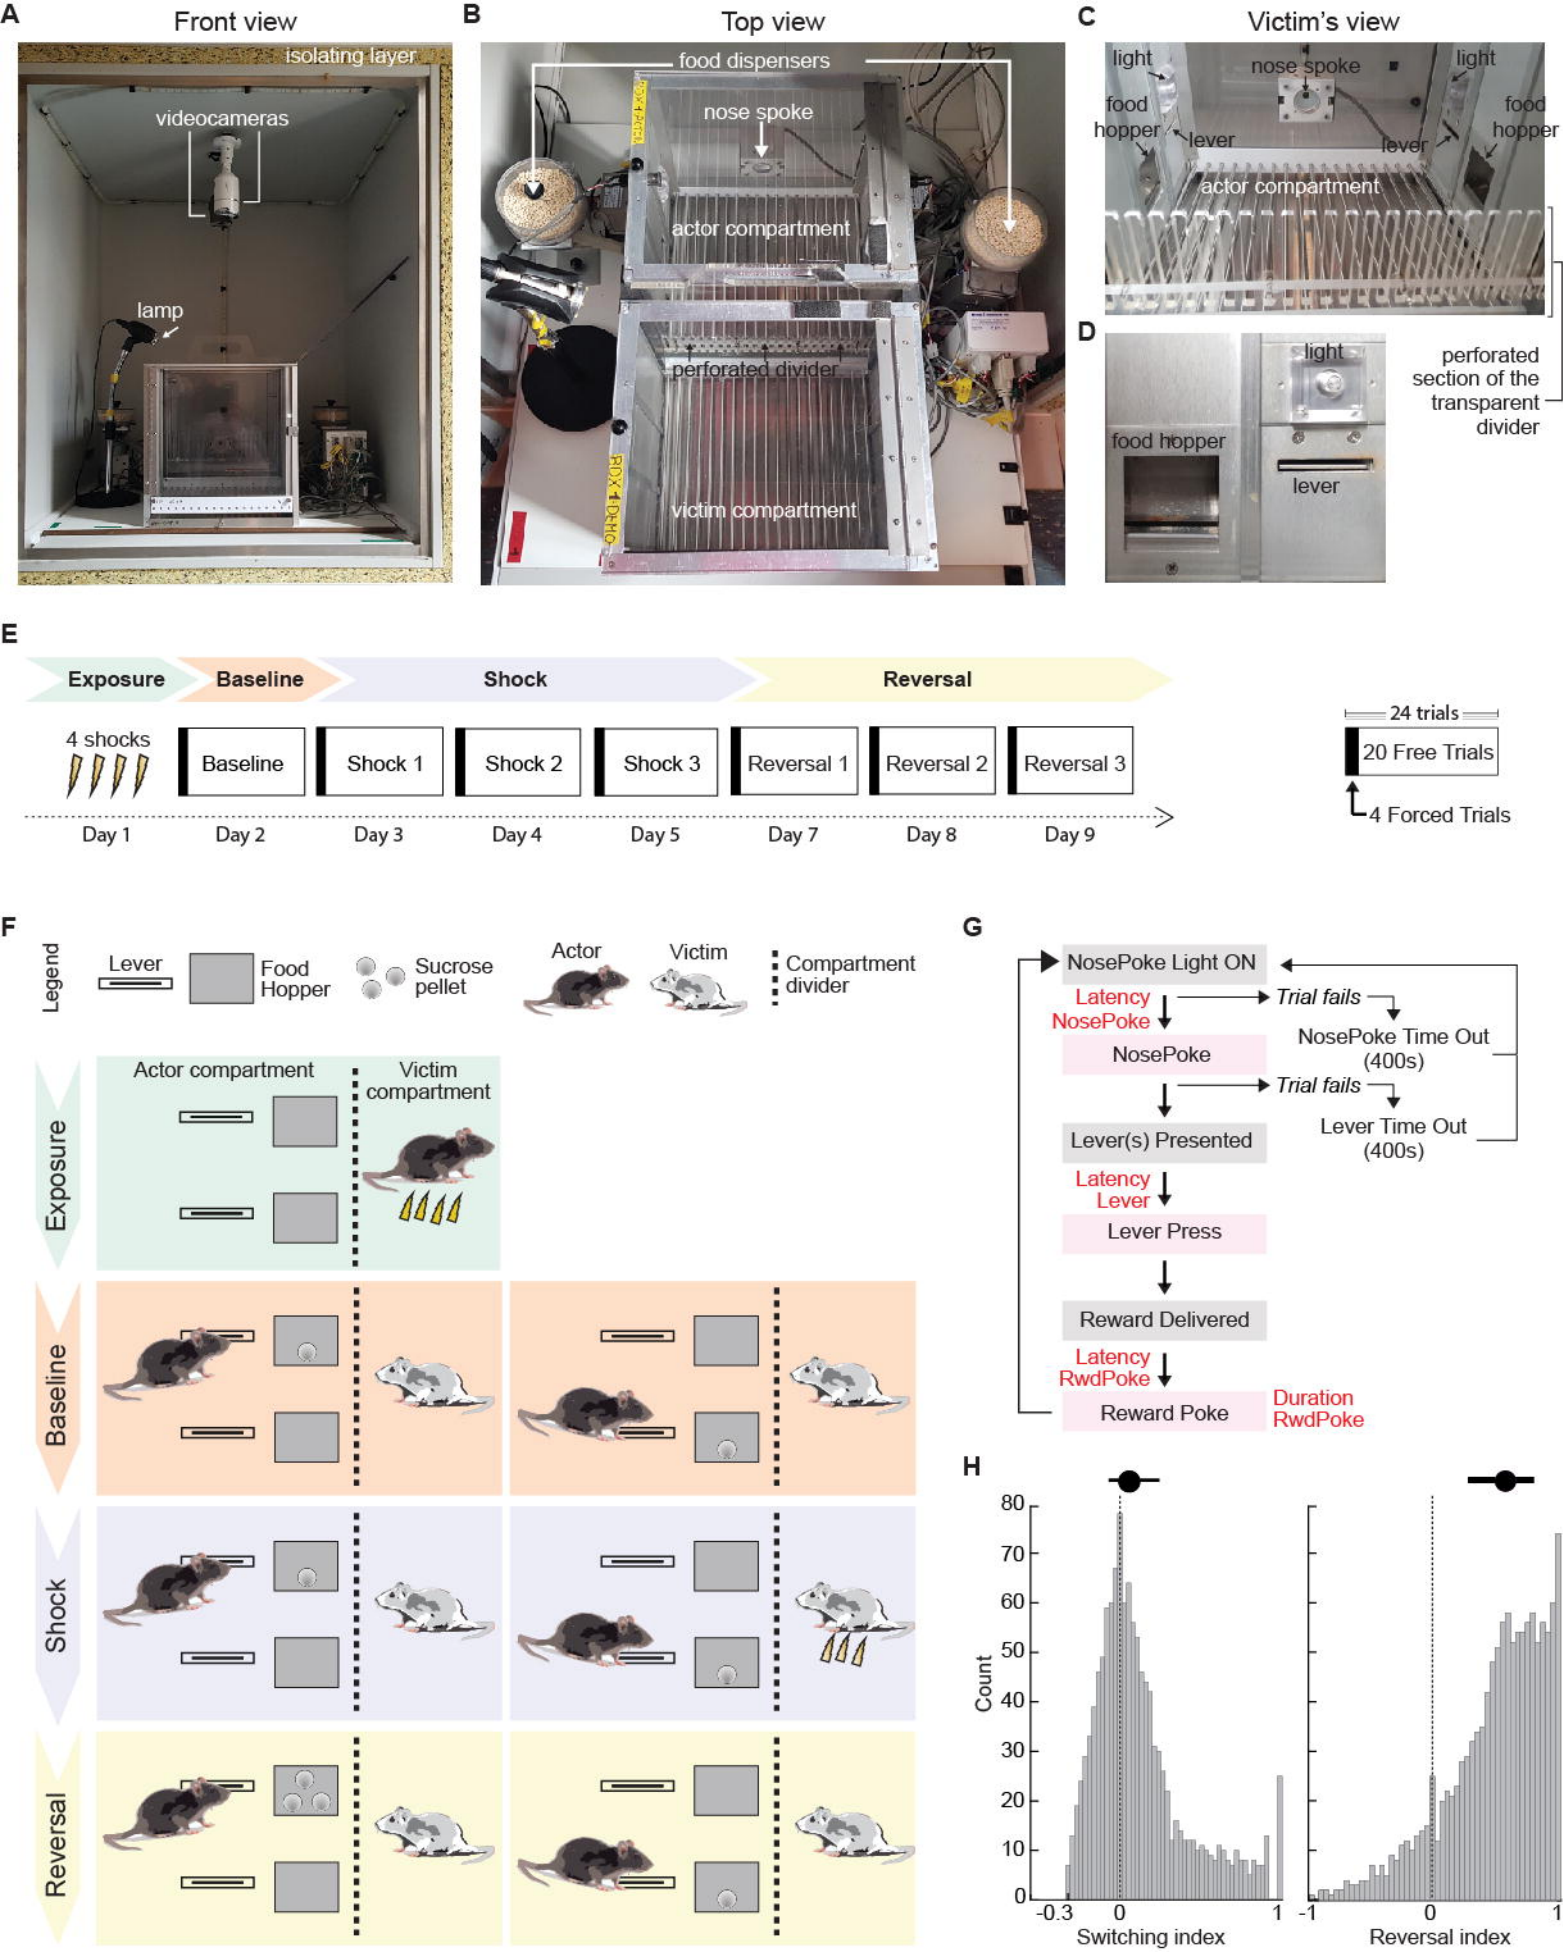 A
Front view
isolating layer
videocameras
lamp
B
Top view
food dispensers
nose spoke
actor compartment
perforated divider
victim compartment
C
Victim's view
light
light
nose spoke
food
hopper
food
hopper
lever
lever
actor compartment
D
light
food hopper
lever
perforated
section of the
transparent
divider
E
Exposure
Baseline
Shock
Reversal
4 shocks
Baseline
Shock 1
Shock 2
Shock 3
Reversal 1
Reversal 2
Reversal 3
Day 1
Day 2
Day 3
Day 4
Day 5
Day 7
Day 8
Day 9
24 trials
20 Free Trials
4 Forced Trials
F
Legend
Lever
Food
Hopper
Sucrose
pellet
Actor
Victim
Compartment
divider
Exposure
Actor compartment
Victim
compartment
Baseline
Shock
Reversal
G
NosePoke Light ON
Latency
NosePoke
Trial fails
NosePoke Time Out
(400s)
NosePoke
Trial fails
Lever Time Out
(400s)
Lever(s) Presented
Latency
Lever
Lever Press
Reward Delivered
Latency
RwdPoke
Reward Poke
Duration
RwdPoke
H
Count
80
70
60
50
40
30
20
10
0
-0.3
0
1
Switching index
-1
0
1
Reversal index